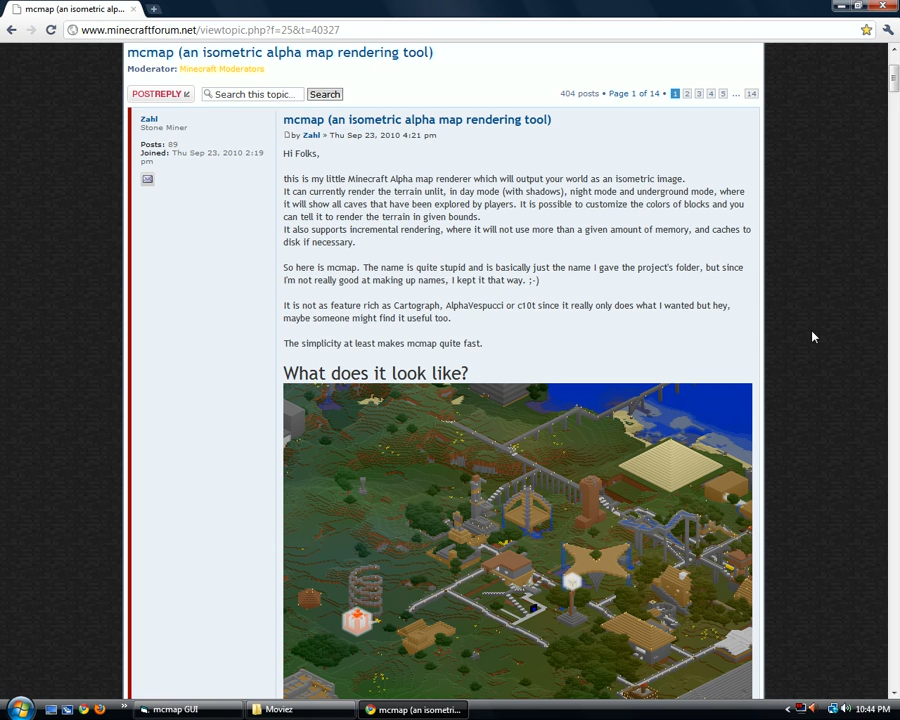 mcmap (an isometric alp...
www.minecraftforum.net/viewtopic.php?f=25&t=40327
mcmap (an isometric alpha map rendering tool)
Moderator: Minecraft Moderators
POSTREPLY
Search this topic...
Search
404 posts • Page 1 of 14 • 1 2 3 4 5 ... 14
Zahl
Stone Miner
Posts: 89
Joined: Thu Sep 23, 2010 2:19
pm
mcmap (an isometric alpha map rendering tool)
by Zahl » Thu Sep 23, 2010 4:21 pm
Hi Folks,
this is my little Minecraft Alpha map renderer which will output your world as an isometric image.
It can currently render the terrain unlit, in day mode (with shadows), night mode and underground mode, where
it will show all caves that have been explored by players. It is possible to customize the colors of blocks and you
can tell it to render the terrain in given bounds.
It also supports incremental rendering, where it will not use more than a given amount of memory, and caches to
disk if necessary.
So here is mcmap. The name is quite stupid and is basically just the name I gave the project's folder, but since
I'm not really good at making up names, I kept it that way. ;-)
It is not as feature rich as Cartograph, AlphaVespucci or c10t since it really only does what I wanted but hey,
maybe someone might find it useful too.
The simplicity at least makes mcmap quite fast.
What does it look like?
mcmap GUI
Moviez
mcmap (an isometri...
10:44 PM